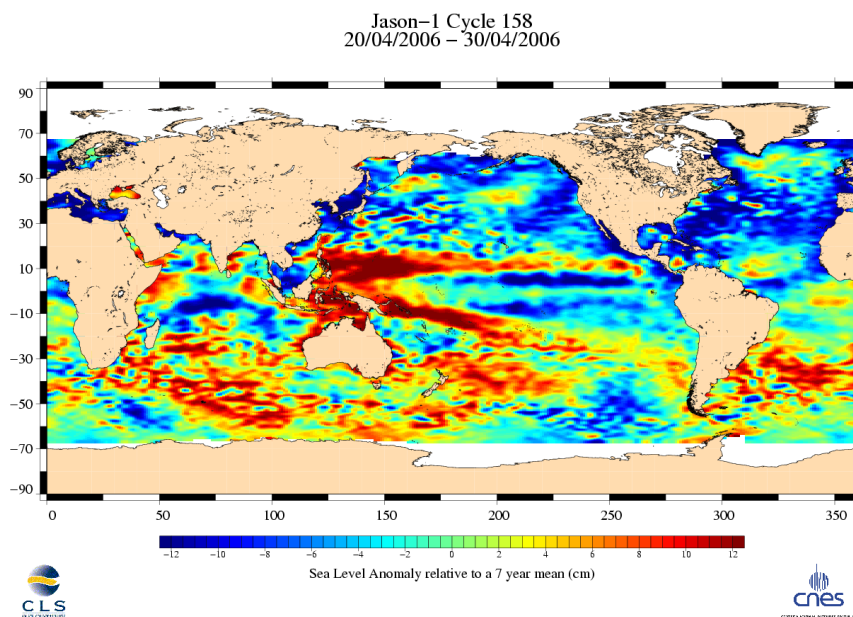 Jason−1 Cycle 158
20/04/2006 − 30/04/2006
90
70
50
30
10
−10
−30
−50
−70
−90
0 50 100 150 200 250 300 350
−12 −10 −8 −6 −4 −2 0 2 4 6 8 10 12
Sea Level Anomaly relative to a 7 year mean (cm)
CLS
cnes